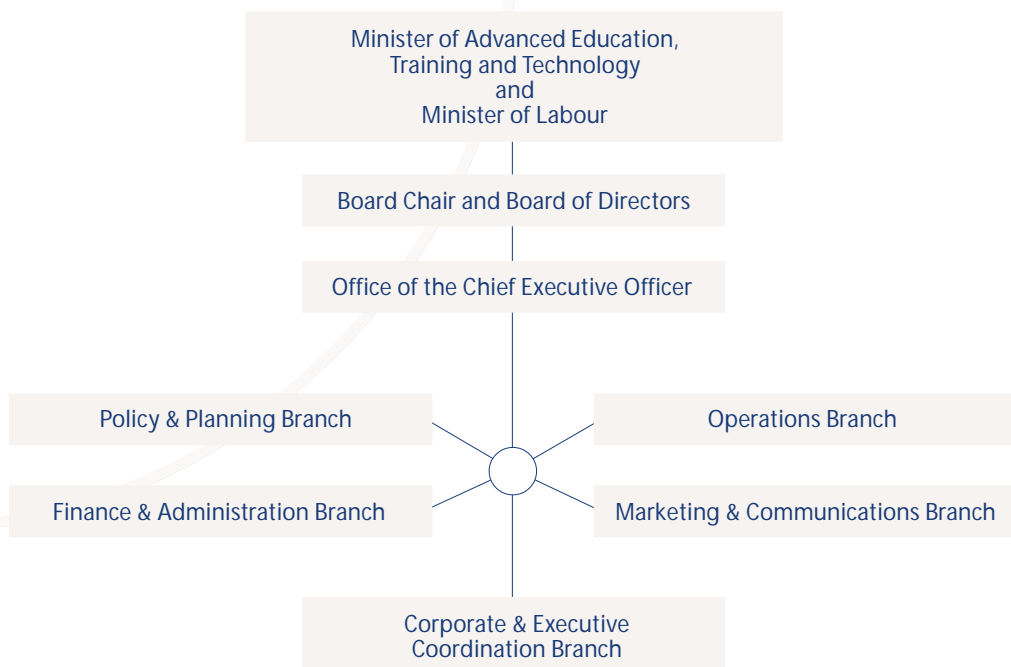 Minister of Advanced Education,
Training and Technology
and
Minister of Labour
Board Chair and Board of Directors
Office of the Chief Executive Officer
Policy & Planning Branch
Operations Branch
Finance & Administration Branch
Marketing & Communications Branch
Corporate & Executive
Coordination Branch